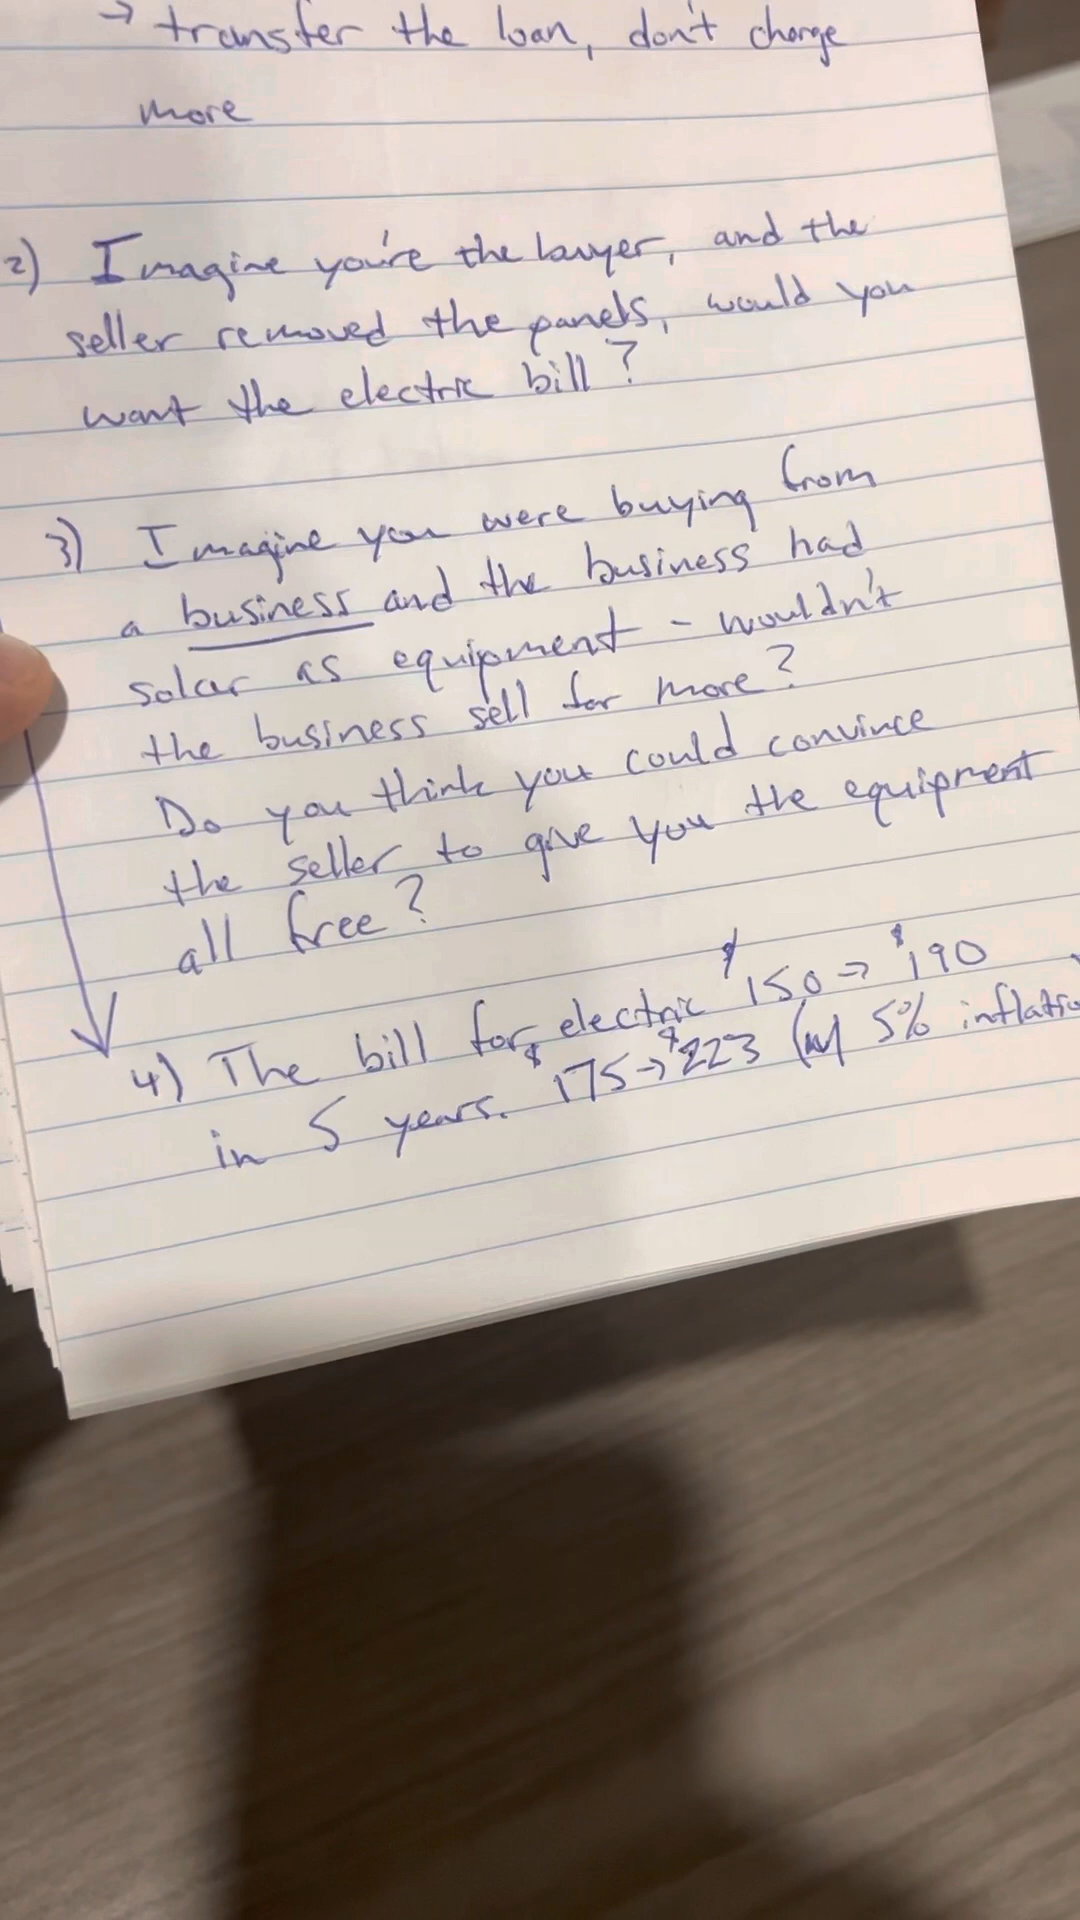 → transfer the loan, don't charge
more
2) Imagine you're the buyer, and the
seller removed the panels, would you
want the electric bill?
3) Imagine you were buying from
a business and the business had
solar as equipment - wouldn't
the business sell for more?
Do you think you could convince
the seller to give you the equipment
all free?
4) The bill for electric $150 → $190
in 5 years. $175 → $223 (w/ 5% inflatio